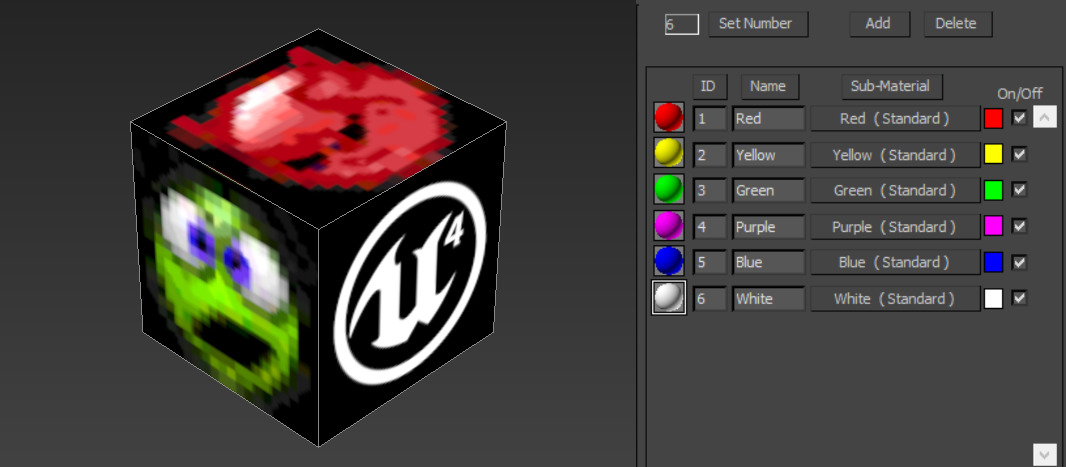 6 Set Number Add Delete
ID Name Sub-Material On/Off
1 Red Red ( Standard )
2 Yellow Yellow ( Standard )
3 Green Green ( Standard )
4 Purple Purple ( Standard )
5 Blue Blue ( Standard )
6 White White ( Standard )
U4